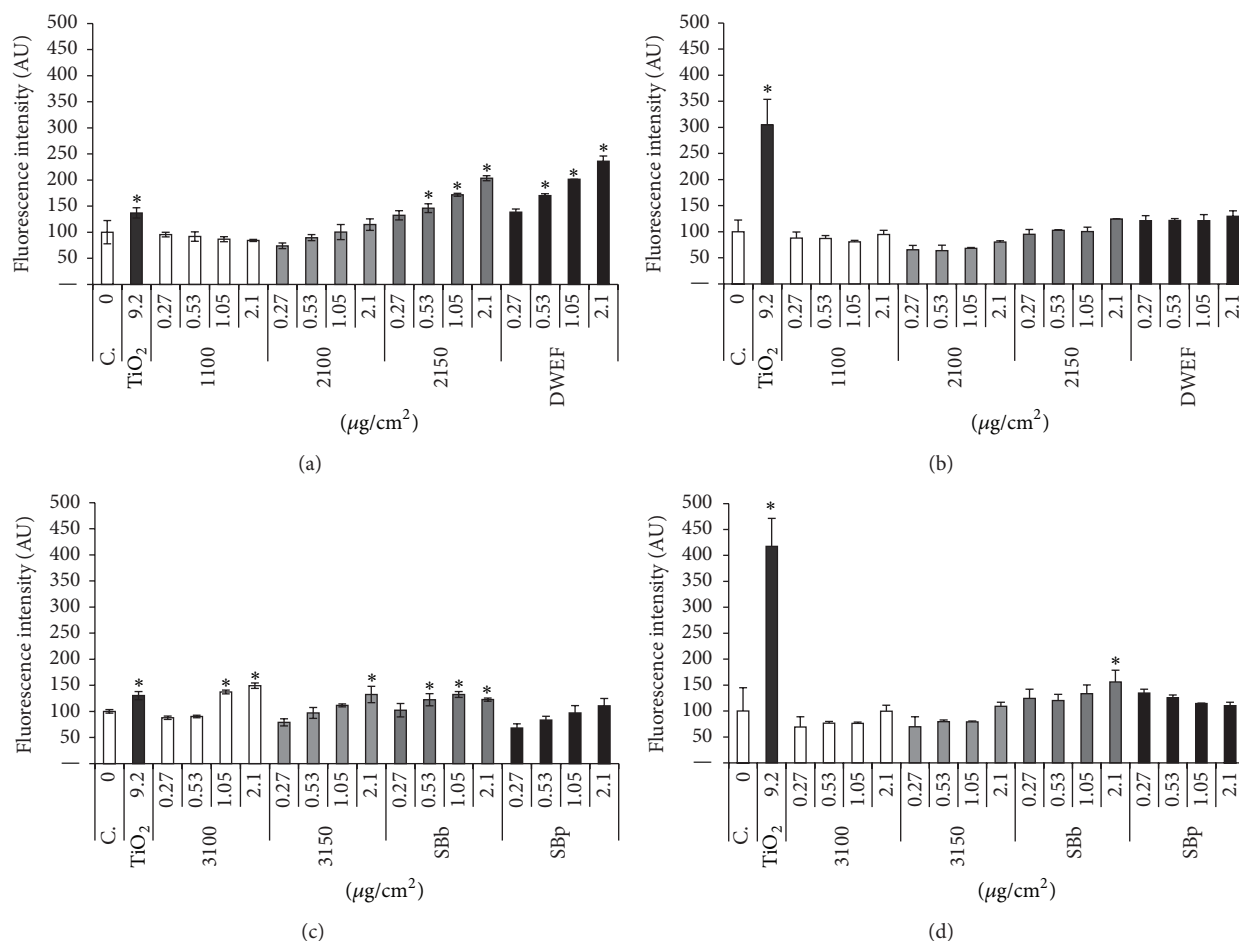 500
450
400
350
300
250
200
150
100
50
—
Fluorescence intensity (AU)
* * * * * * *
0 9.2 0.27 0.53 1.05 2.1 0.27 0.53 1.05 2.1 0.27 0.53 1.05 2.1 0.27 0.53 1.05 2.1
C. TiO2 1100 2100 2150 DWEF
(μg/cm²)
(a)
500
450
400
350
300
250
200
150
100
50
—
Fluorescence intensity (AU)
*
0 9.2 0.27 0.53 1.05 2.1 0.27 0.53 1.05 2.1 0.27 0.53 1.05 2.1 0.27 0.53 1.05 2.1
C. TiO2 1100 2100 2150 DWEF
(μg/cm²)
(b)
500
450
400
350
300
250
200
150
100
50
—
Fluorescence intensity (AU)
* * * * * * *
0 9.2 0.27 0.53 1.05 2.1 0.27 0.53 1.05 2.1 0.27 0.53 1.05 2.1 0.27 0.53 1.05 2.1
C. TiO2 3100 3150 SBb SBp
(μg/cm²)
(c)
500
450
400
350
300
250
200
150
100
50
—
Fluorescence intensity (AU)
* *
0 9.2 0.27 0.53 1.05 2.1 0.27 0.53 1.05 2.1 0.27 0.53 1.05 2.1 0.27 0.53 1.05 2.1
C. TiO2 3100 3150 SBb SBp
(μg/cm²)
(d)